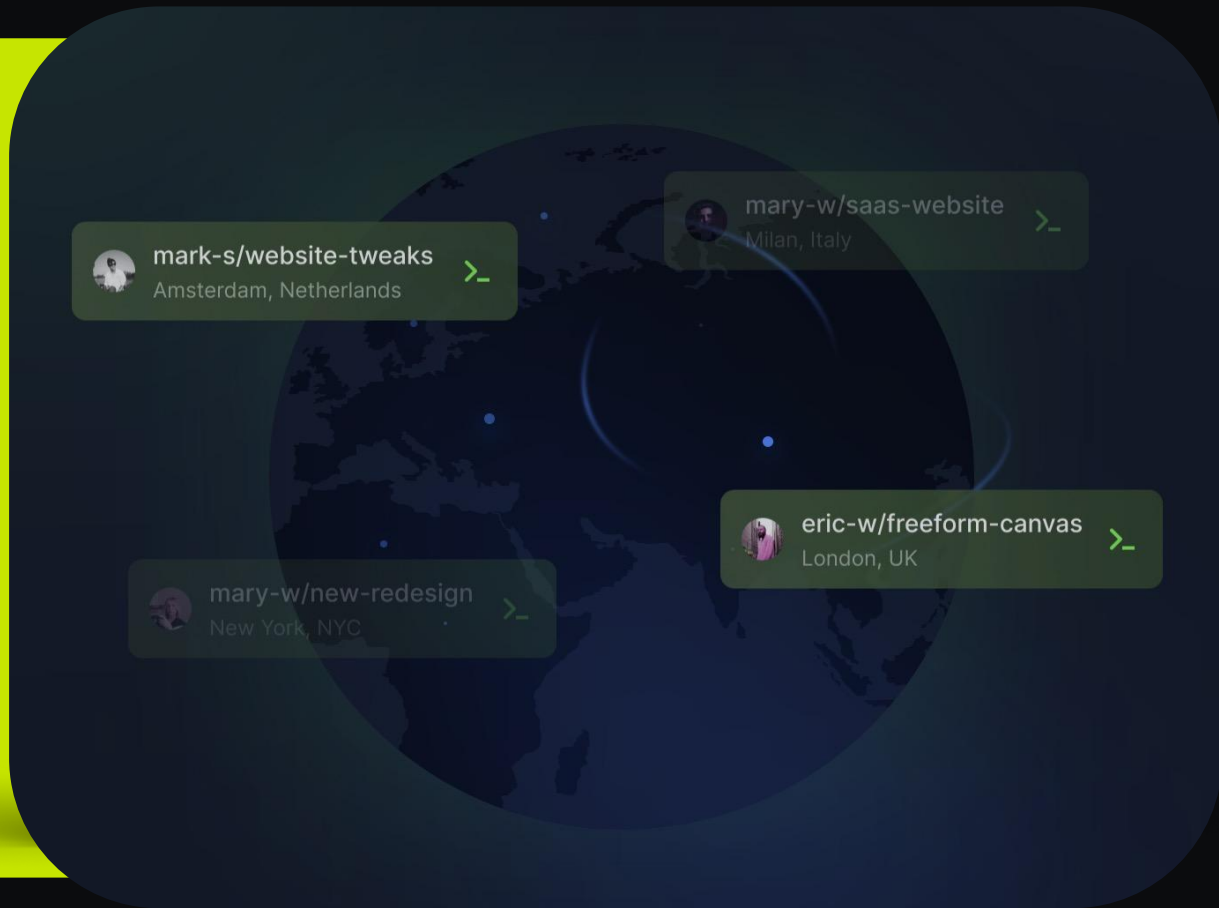 mary-w/saas-website
Milan, Italy
mark-s/website-tweaks
Amsterdam, Netherlands
eric-w/freeform-canvas
London, UK
mary-w/new-redesign
New York, NYC